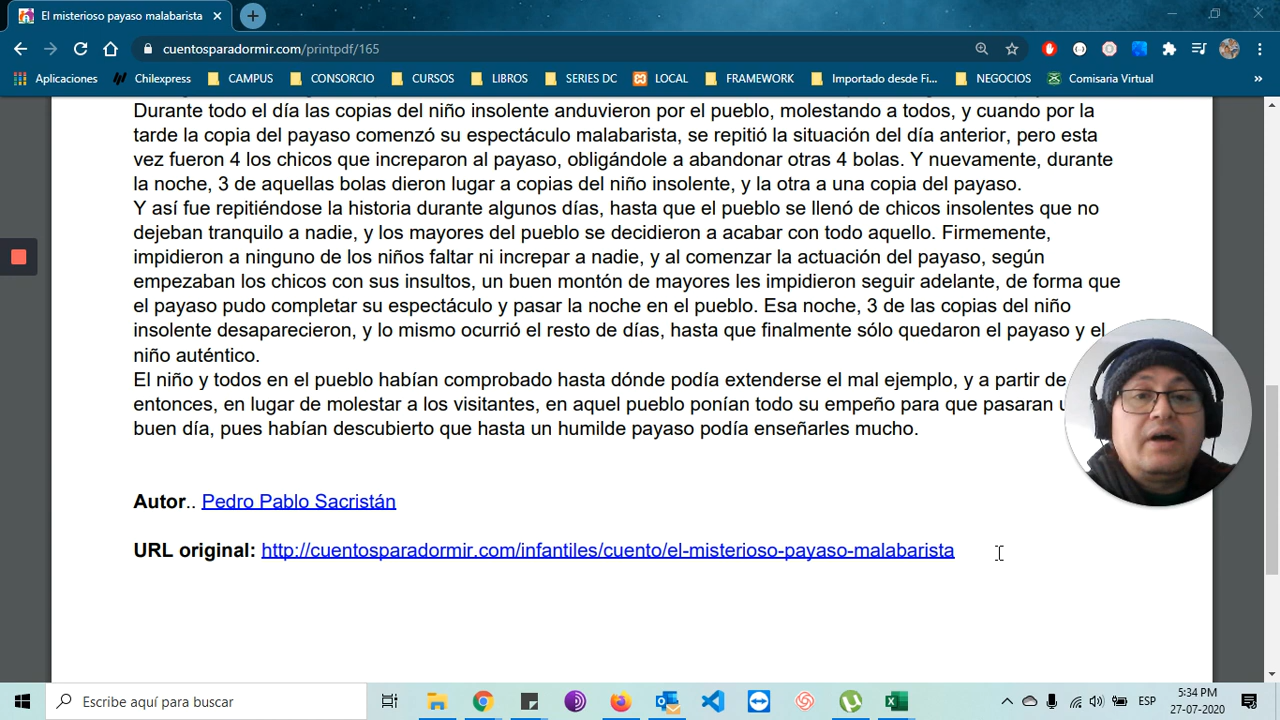 El misterioso payaso malabarista
cuentosparadormir.com/printpdf/165
Aplicaciones Chilexpress CAMPUS CONSORCIO CURSOS LIBROS SERIES DC LOCAL FRAMEWORK Importado desde Fi... NEGOCIOS Comisaria Virtual »
Durante todo el día las copias del niño insolente anduvieron por el pueblo, molestando a todos, y cuando por la
tarde la copia del payaso comenzó su espectáculo malabarista, se repitió la situación del día anterior, pero esta
vez fueron 4 los chicos que increparon al payaso, obligándole a abandonar otras 4 bolas. Y nuevamente, durante
la noche, 3 de aquellas bolas dieron lugar a copias del niño insolente, y la otra a una copia del payaso.
Y así fue repitiéndose la historia durante algunos días, hasta que el pueblo se llenó de chicos insolentes que no
dejaban tranquilo a nadie, y los mayores del pueblo se decidieron a acabar con todo aquello. Firmemente,
impidieron a ninguno de los niños faltar ni increpar a nadie, y al comenzar la actuación del payaso, según
empezaban los chicos con sus insultos, un buen montón de mayores les impidieron seguir adelante, de forma que
el payaso pudo completar su espectáculo y pasar la noche en el pueblo. Esa noche, 3 de las copias del niño
insolente desaparecieron, y lo mismo ocurrió el resto de días, hasta que finalmente sólo quedaron el payaso y el
niño auténtico.
El niño y todos en el pueblo habían comprobado hasta dónde podía extenderse el mal ejemplo, y a partir de
entonces, en lugar de molestar a los visitantes, en aquel pueblo ponían todo su empeño para que pasaran
buen día, pues habían descubierto que hasta un humilde payaso podía enseñarles mucho.
Autor.. Pedro Pablo Sacristán
URL original: http://cuentosparadormir.com/infantiles/cuento/el-misterioso-payaso-malabarista
Escribe aquí para buscar
ESP
5:34 PM
27-07-2020